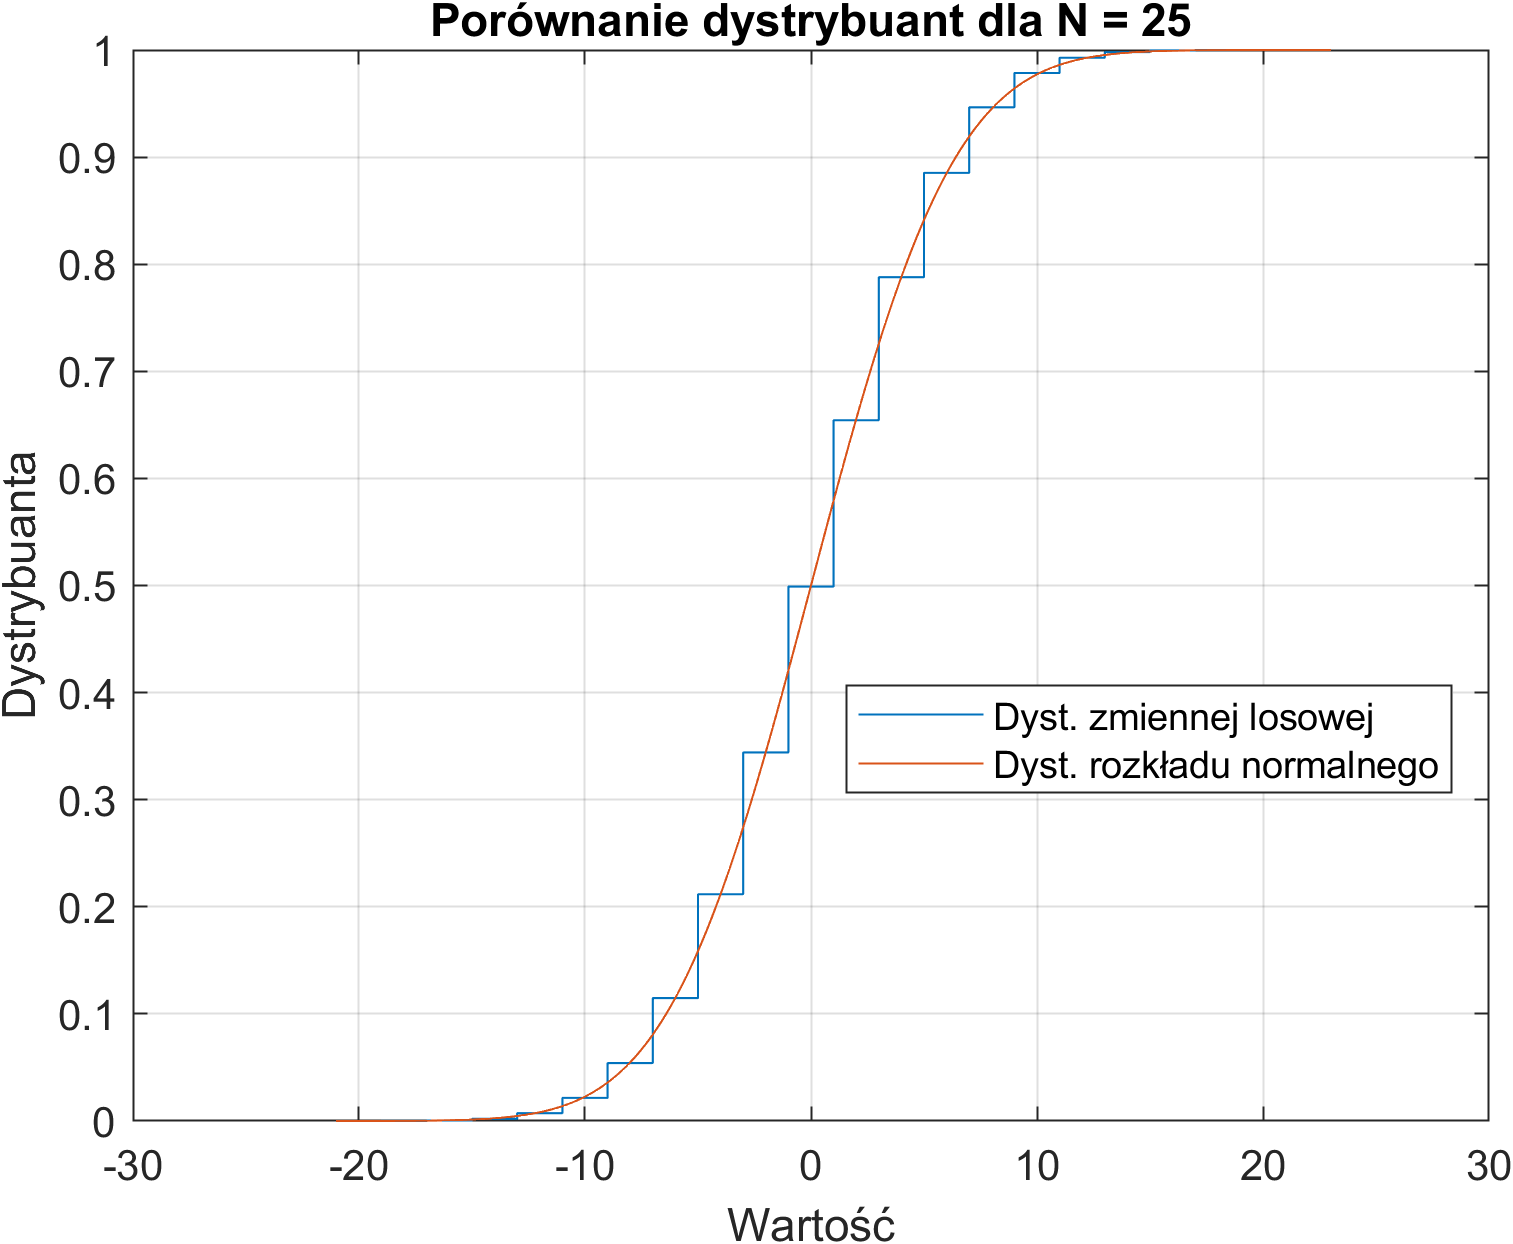 Porównanie dystrybuant dla N = 25
1
0.9
0.8
0.7
0.6
0.5
0.4
0.3
0.2
0.1
0
Dystrybuanta
Dyst. zmiennej losowej
Dyst. rozkładu normalnego
-30 -20 -10 0 10 20 30
Wartość